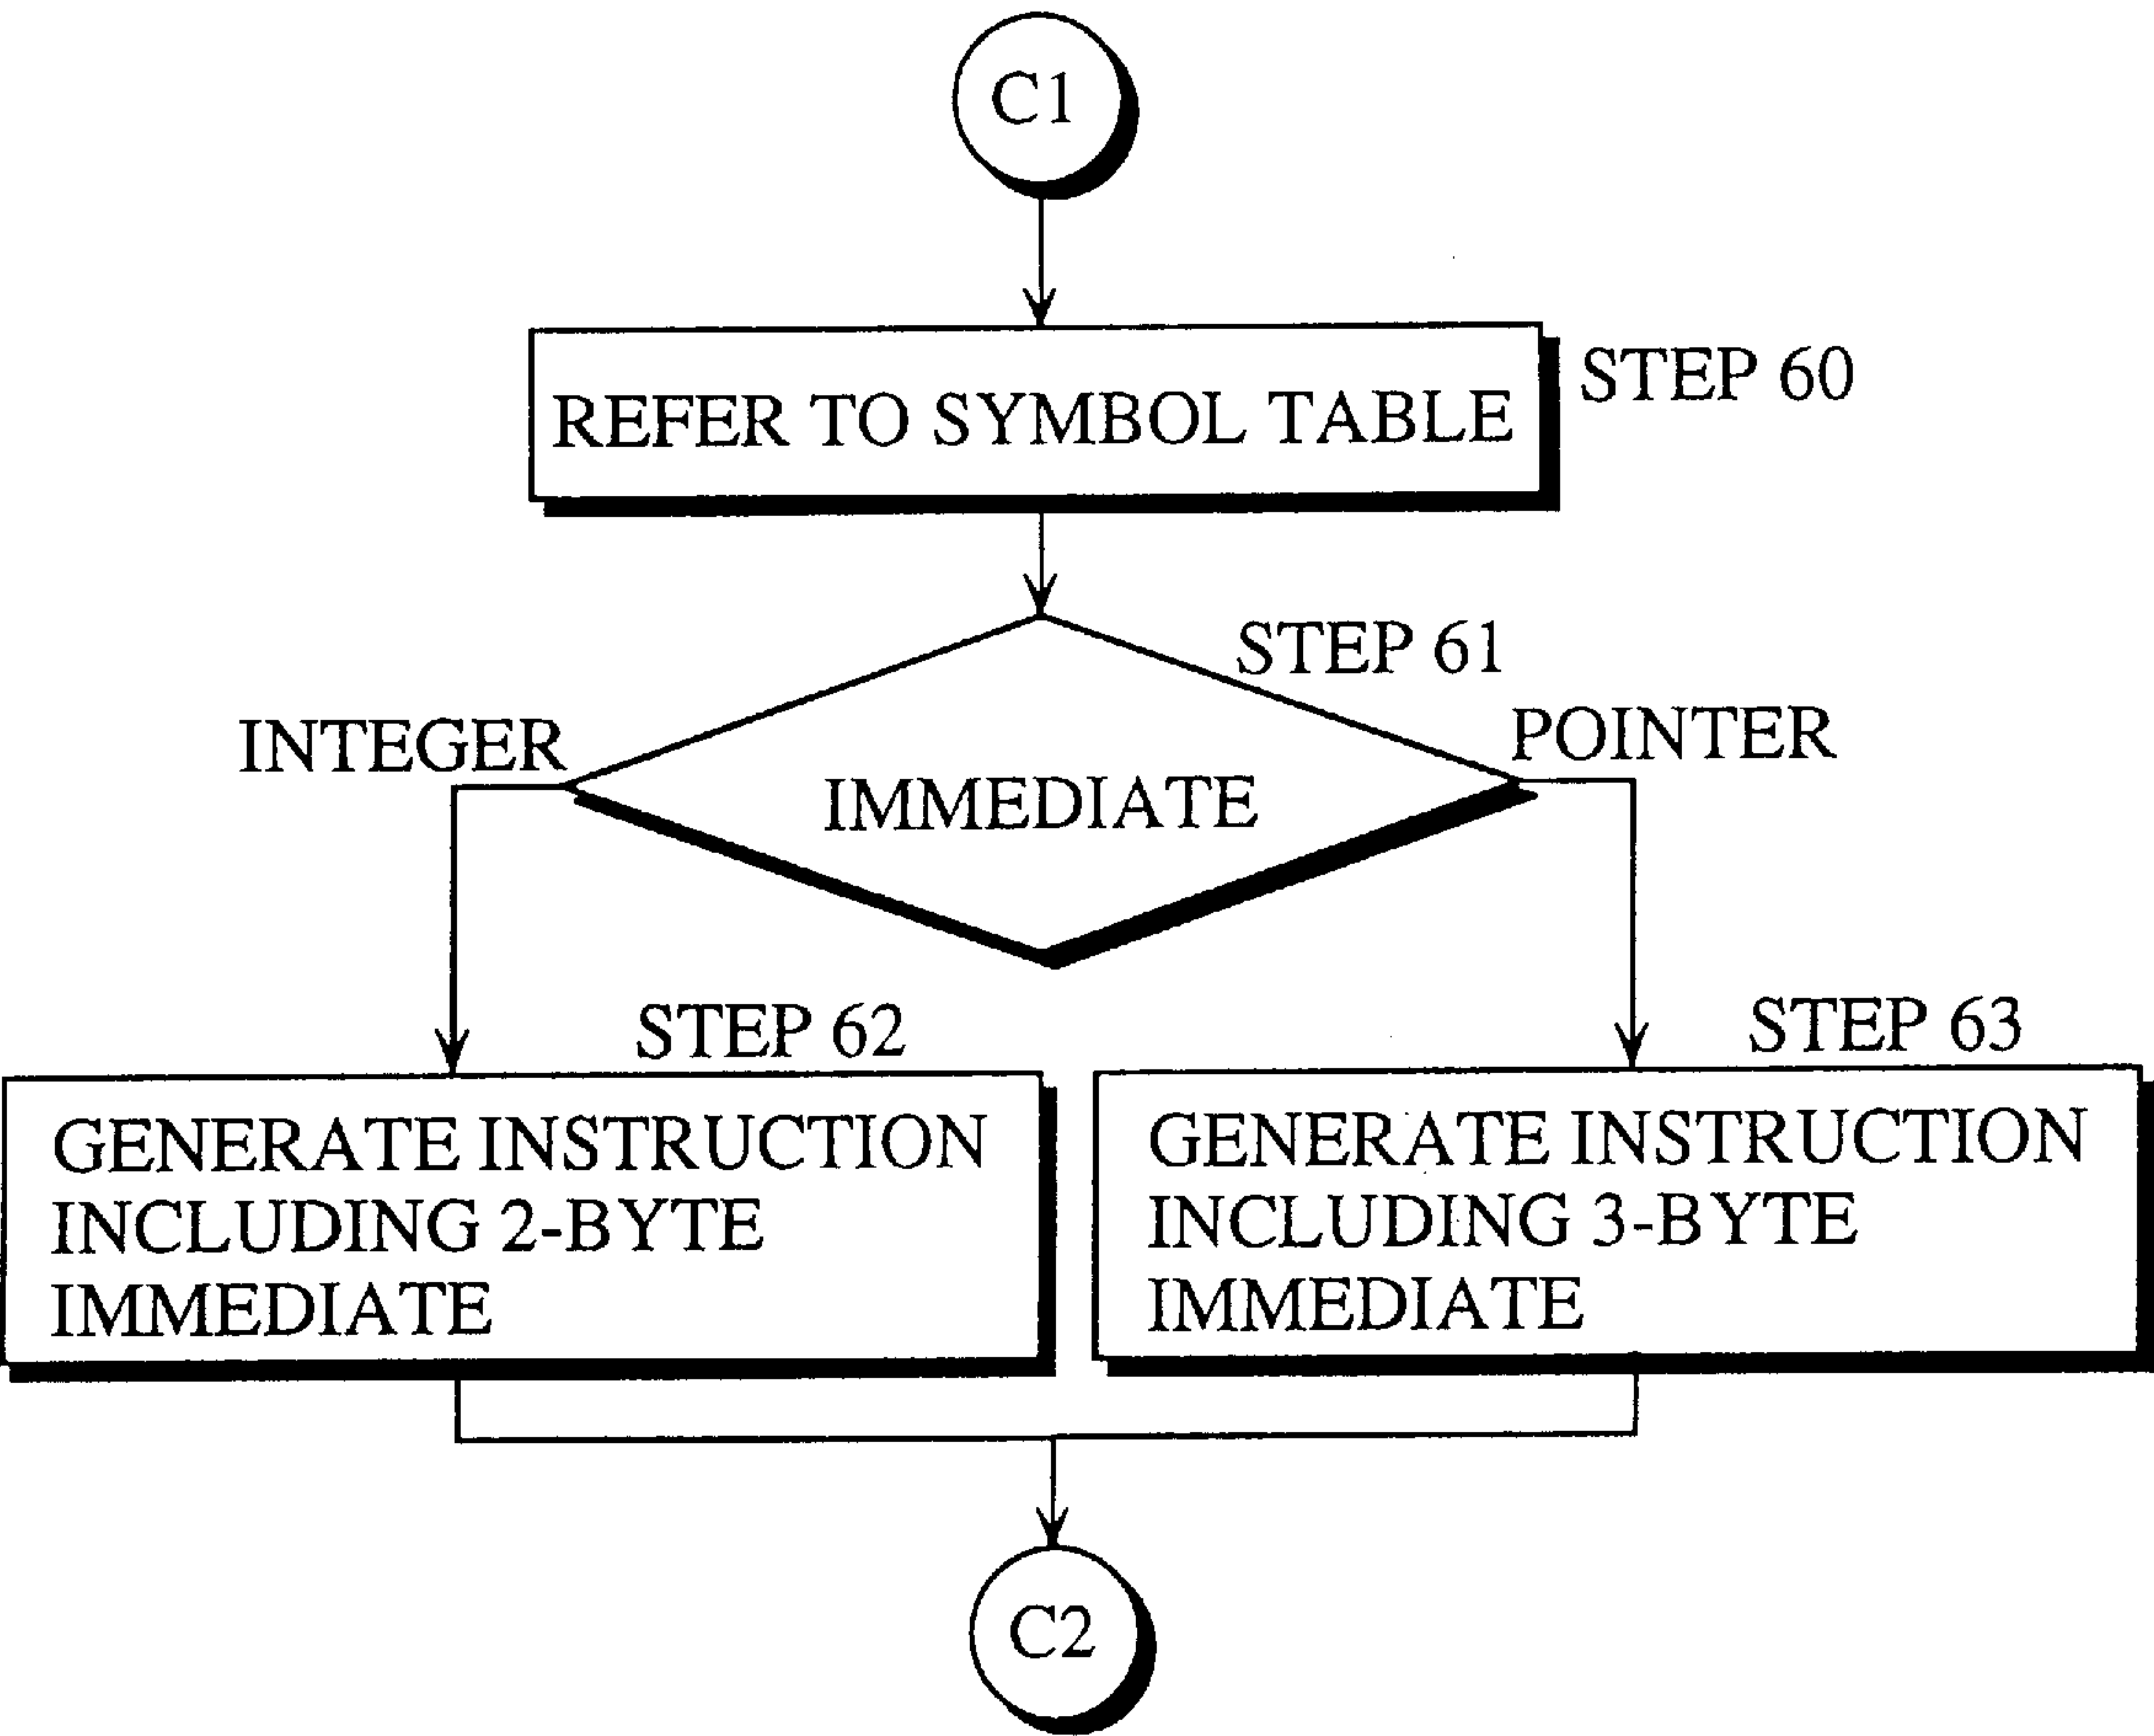 C1
REFER TO SYMBOL TABLE
STEP 60
STEP 61
INTEGER
POINTER
IMMEDIATE
STEP 62
GENERATE INSTRUCTION
INCLUDING 2-BYTE
IMMEDIATE
STEP 63
GENERATE INSTRUCTION
INCLUDING 3-BYTE
IMMEDIATE
C2